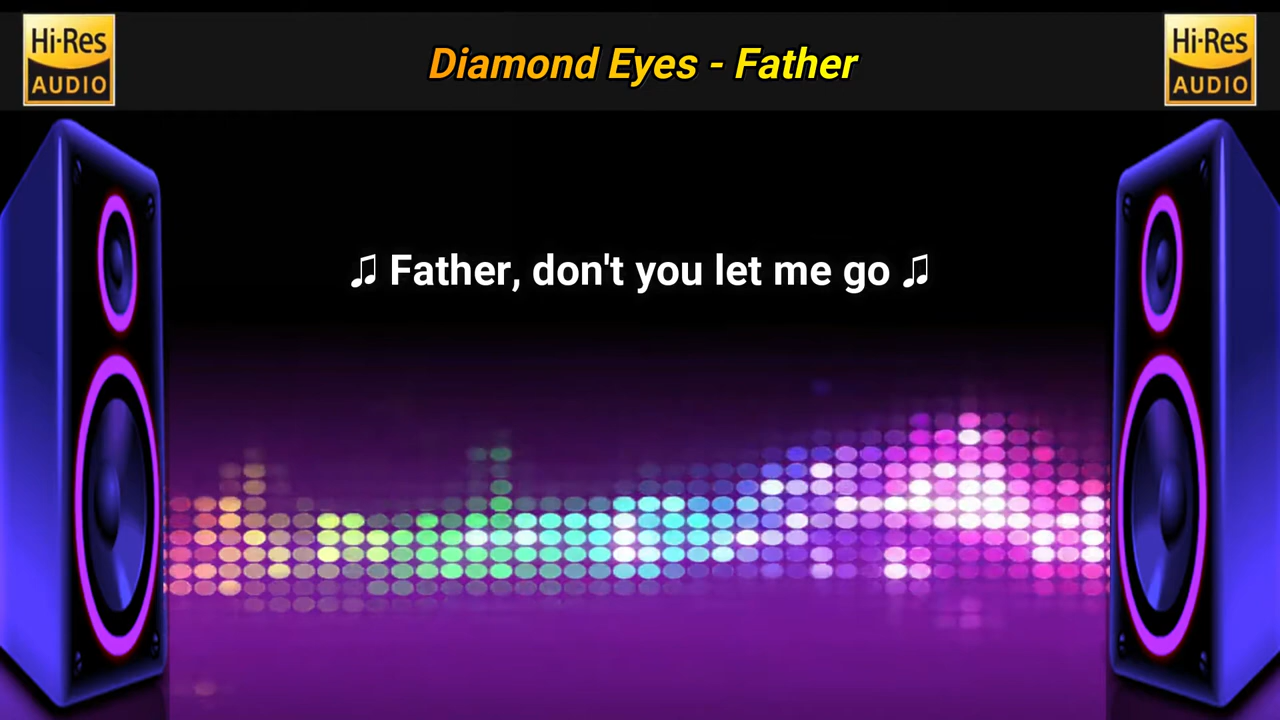 Hi-Res
AUDIO
Diamond Eyes - Father
Hi-Res
AUDIO
♫ Father, don't you let me go ♫